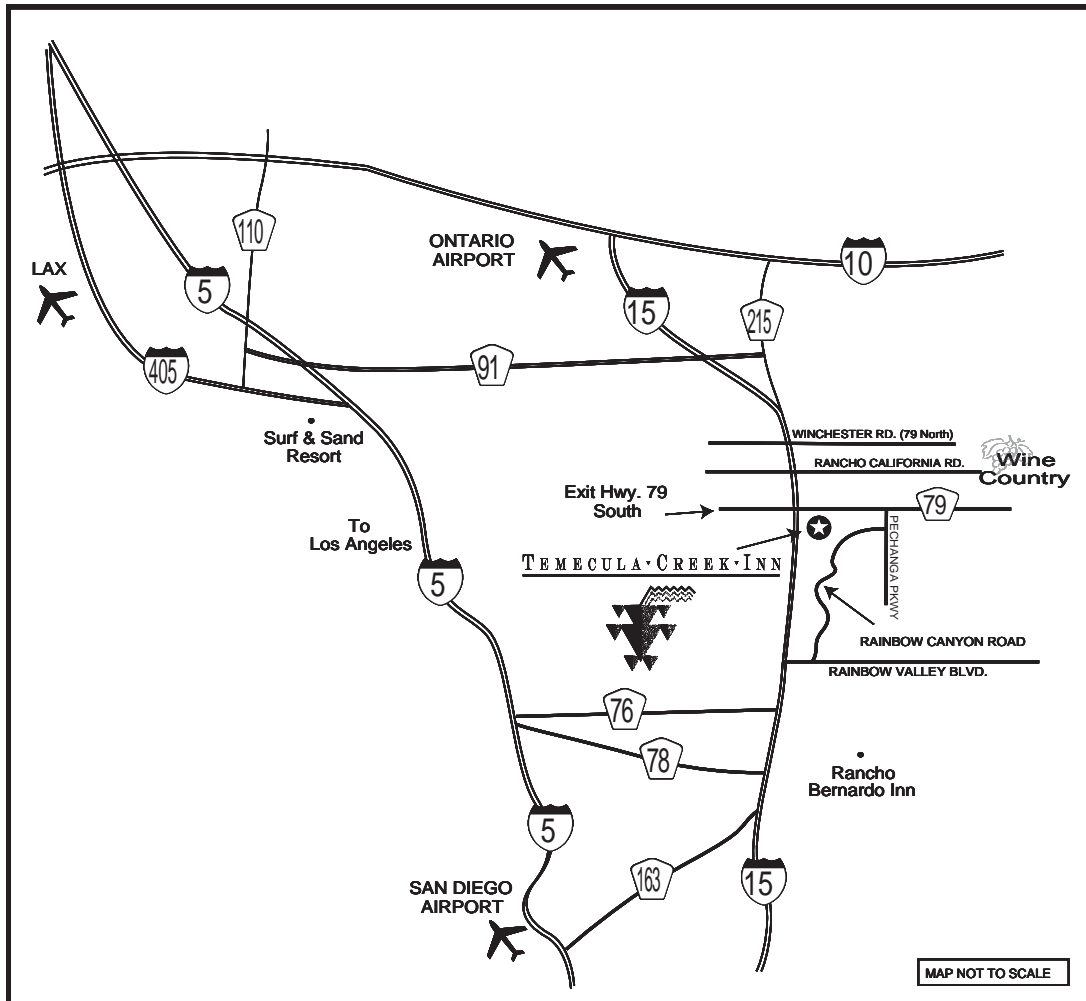 110
ONTARIO
AIRPORT
10
LAX
5
15
215
405
91
Surf & Sand
Resort
WINCHESTER RD. (79 North)
RANCHO CALIFORNIA RD.
Wine
Country
Exit Hwy. 79
South
79
To
Los Angeles
PECHANGA PKWY
TEMECULA·CREEK·INN
5
RAINBOW CANYON ROAD
RAINBOW VALLEY BLVD.
76
78
Rancho
Bernardo Inn
5
163
15
SAN DIEGO
AIRPORT
MAP NOT TO SCALE